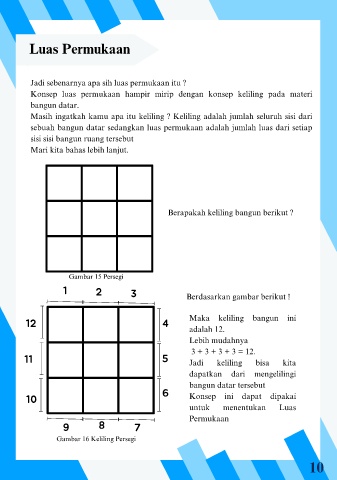 Luas Permukaan
Jadi sebenarnya apa sih luas permukaan itu ?
Konsep luas permukaan hampir mirip dengan konsep keliling pada materi
bangun datar.
Masih ingatkah kamu apa itu keliling ? Keliling adalah jumlah seluruh sisi dari
sebuah bangun datar sedangkan luas permukaan adalah jumlah luas dari setiap
sisi sisi bangun ruang tersebut
Mari kita bahas lebih lanjut.
Berapakah keliling bangun berikut ?
Gambar 15 Persegi
1 2 3
12 4
11 5
10 6
9 8 7
Gambar 16 Keliling Persegi
Berdasarkan gambar berikut !
Maka keliling bangun ini
adalah 12.
Lebih mudahnya
3 + 3 + 3 + 3 = 12.
Jadi keliling bisa kita
dapatkan dari mengelilingi
bangun datar tersebut
Konsep ini dapat dipakai
untuk menentukan Luas
Permukaan
10